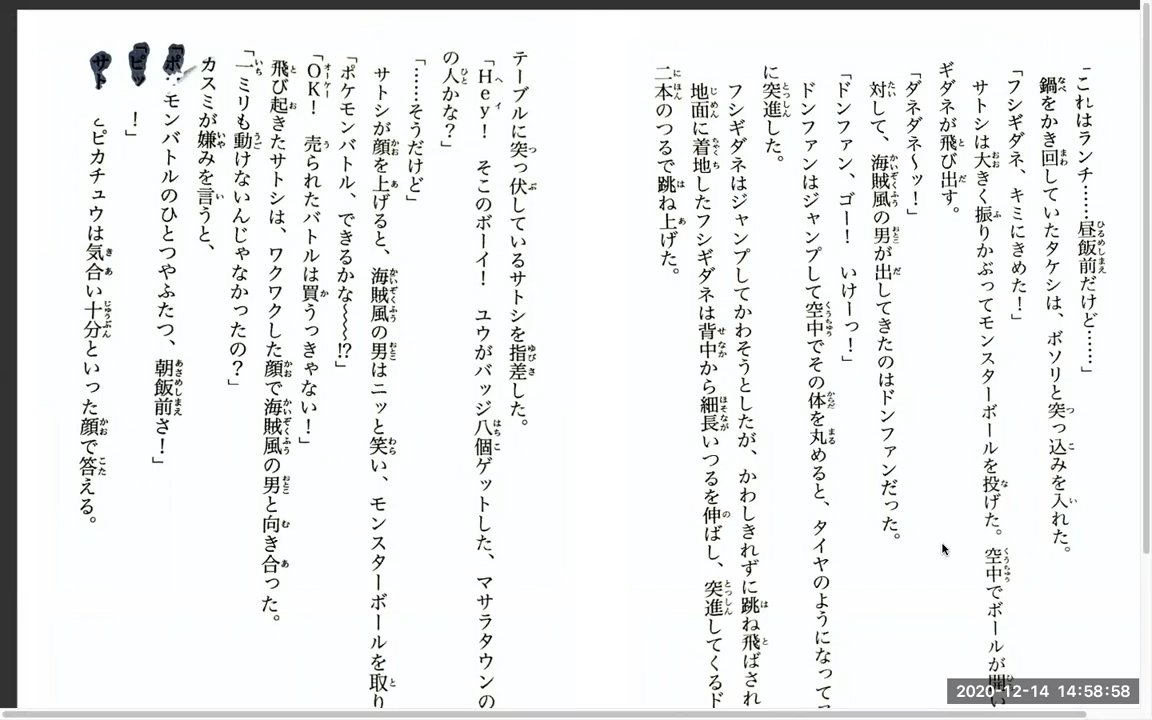 「これはランチ……昼飯前だけど……」
鍋をかき回していたタケシは、ボソリと突っ込みを入れた。
「フシギダネ、キミにきめた！」
サトシは大きく振りかぶってモンスターボールを投げた。空中でボールが開い
ギダネが飛び出す。
「ダネダネ〜ッ！」
対して、海賊風の男が出してきたのはドンファンだった。
「ドンファン、ゴー！　いけーっ！」
ドンファンはジャンプして空中でその体を丸めると、タイヤのようになって
に突進した。
フシギダネはジャンプしてかわそうとしたが、かわしきれずに跳ね飛ばされ
地面に着地したフシギダネは背中から細長いつるを伸ばし、突進してくるド
二本のつるで跳ね上げた。
テーブルに突っ伏しているサトシを指差した。
「Hey！　そこのボーイ！　ユウがバッジ八個ゲットした、マサラタウンの
の人かな？」
「……そうだけど」
サトシが顔を上げると、海賊風の男はニッと笑い、モンスターボールを取り
「ポケモンバトル、できるかな〜〜〜!?」
「OK！　売られたバトルは買うっきゃない！」
飛び起きたサトシは、ワクワクした顔で海賊風の男と向き合った。
「一ミリも動けないんじゃなかったの？」
カスミが嫌みを言うと、
「ポモンバトルのひとつやふたつ、朝飯前さ！」
「ピッ！」
サトとピカチュウは気合い十分といった顔で答える。
2020-12-14 14:58:58